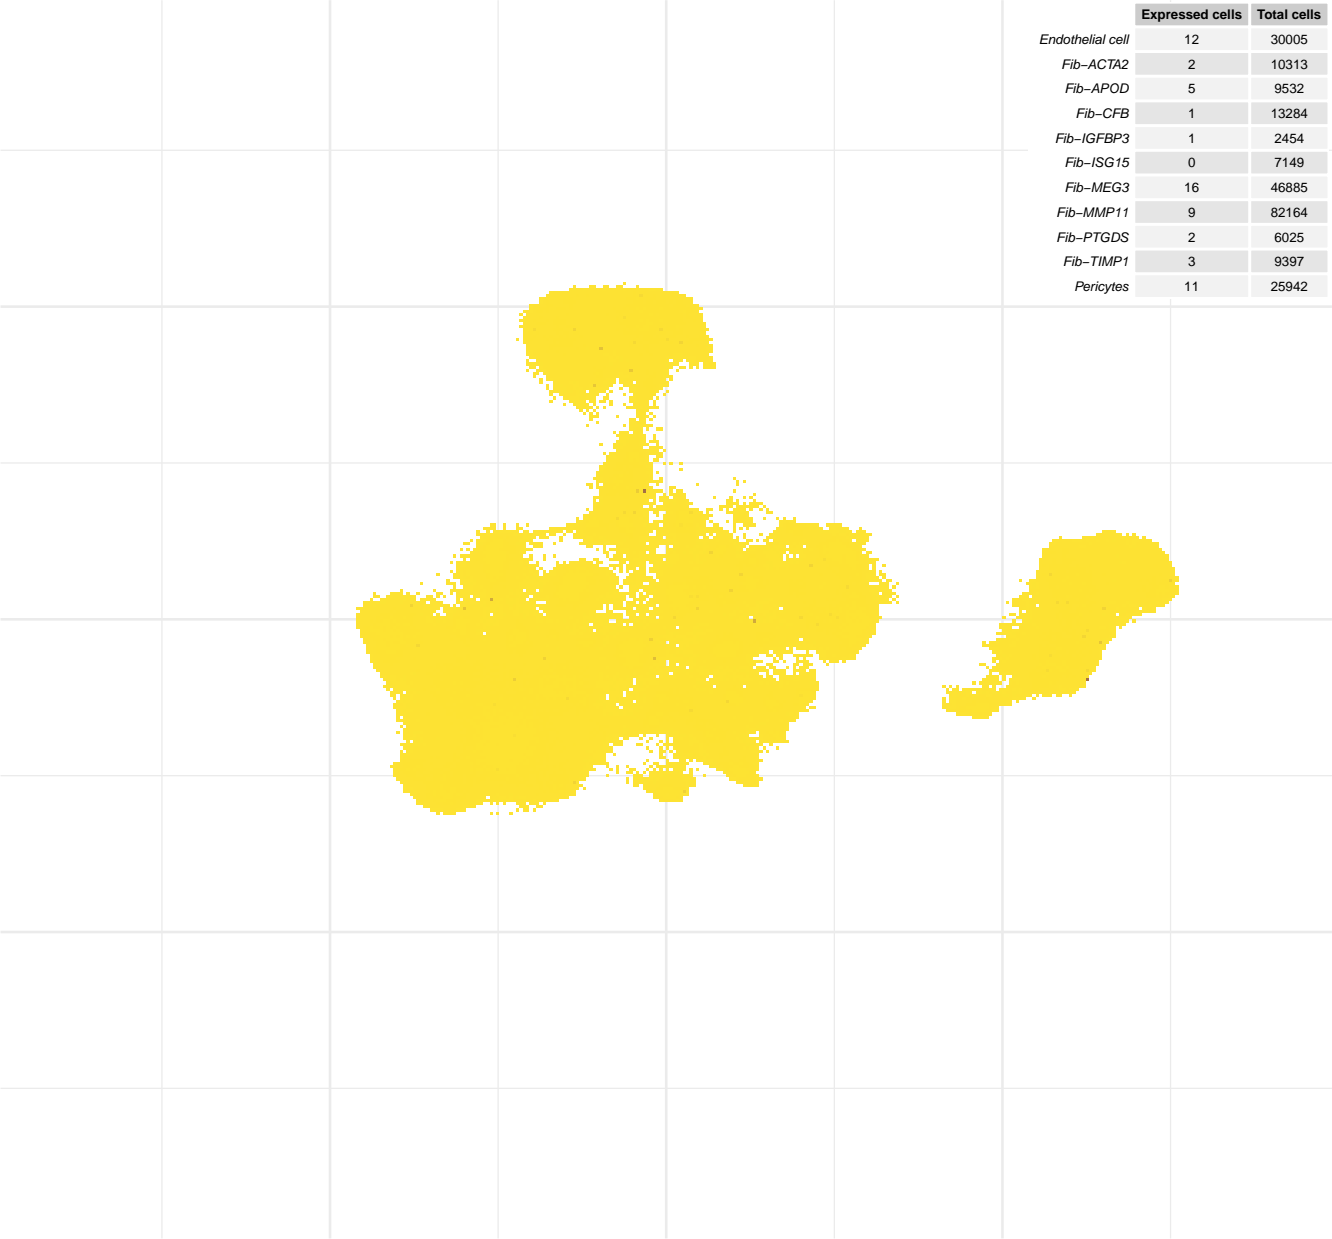 Expressed cells Total cells
Endothelial cell 12 30005
Fib−ACTA2 2 10313
Fib−APOD 5 9532
Fib−CFB 1 13284
Fib−IGFBP3 1 2454
Fib−ISG15 0 7149
Fib−MEG3 16 46885
Fib−MMP11 9 82164
Fib−PTGDS 2 6025
Fib−TIMP1 3 9397
Pericytes 11 25942